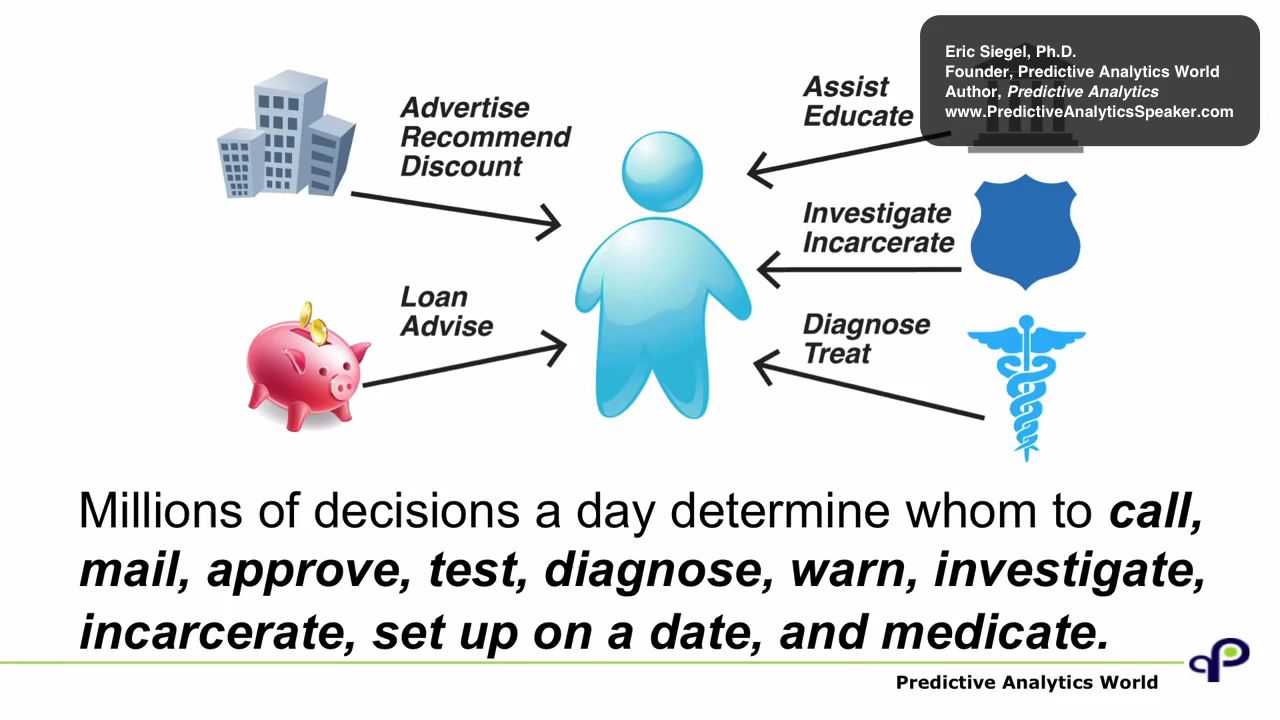 Eric Siegel, Ph.D.
Founder, Predictive Analytics World
Author, Predictive Analytics
www.PredictiveAnalyticsSpeaker.com
Advertise
Recommend
Discount
Assist
Educate
Investigate
Incarcerate
Loan
Advise
Diagnose
Treat
Millions of decisions a day determine whom to call,
mail, approve, test, diagnose, warn, investigate,
incarcerate, set up on a date, and medicate.
Predictive Analytics World